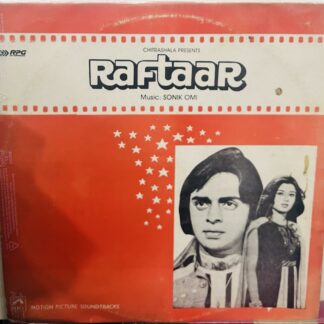 CHITRASHALA PRESENTS
RPG
RaftaaR
Music: SONIK OMI
MOTION PICTURE SOUNDTRACKS